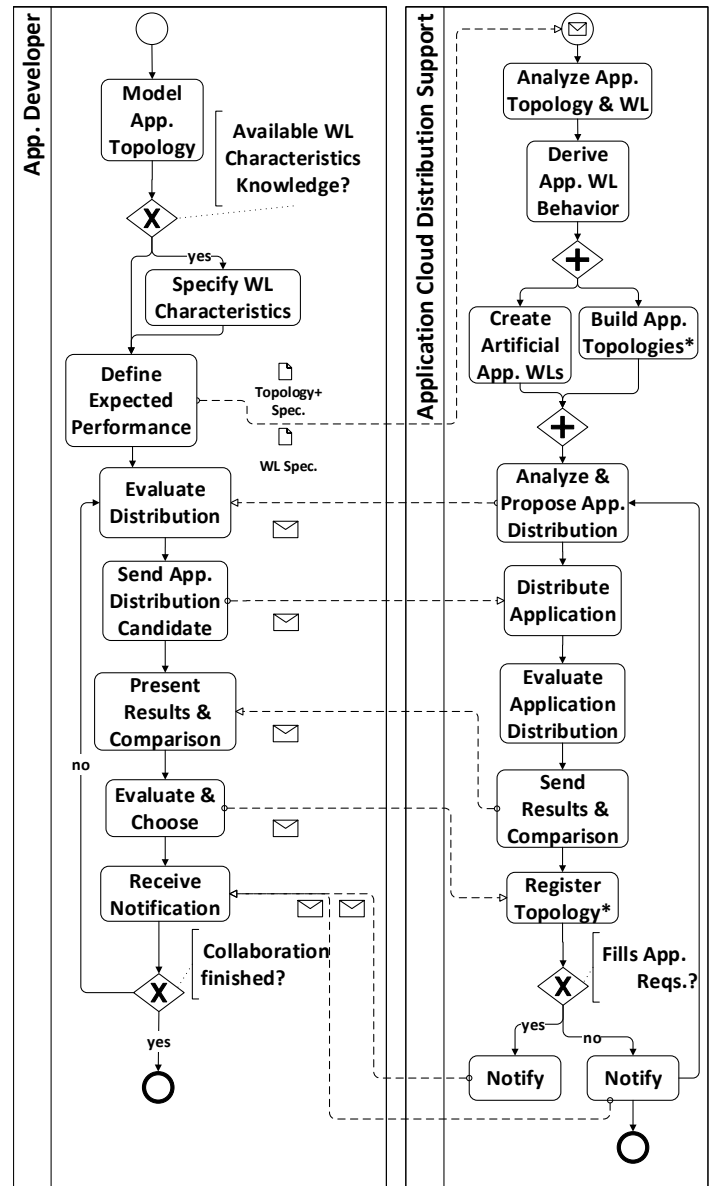 App. Developer
Model
App.
Topology
Available WL
Characteristics
Knowledge?
X
yes
Specify WL
Characteristics
Define
Expected
Performance
Topology+
Spec.
WL Spec.
Evaluate
Distribution
Send App.
Distribution
Candidate
Present
Results &
Comparison
no
Evaluate &
Choose
Receive
Notification
Collaboration
finished?
X
yes
Application Cloud Distribution Support
Analyze App.
Topology & WL
Derive
App. WL
Behavior
Create
Artificial
App. WLs
Build App.
Topologies*
Analyze &
Propose App.
Distribution
Distribute
Application
Evaluate
Application
Distribution
Send
Results &
Comparison
Register
Topology*
Fills App.
Reqs.?
X
yes
no
Notify
Notify